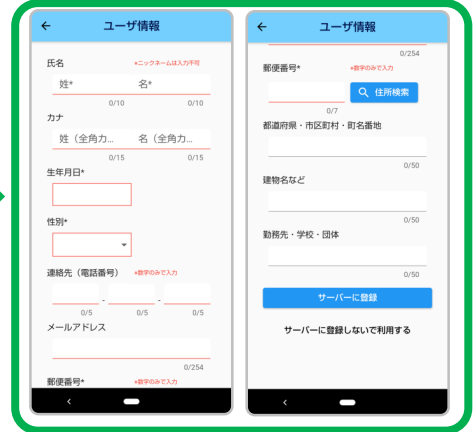 ← ユーザ情報
氏名 *ニックネームは入力不可
姓* 名*
0/10 0/10
カナ
姓（全角カ... 名（全角カ...
0/15 0/15
生年月日*
性別*
連絡先（電話番号） *数字のみで入力
- -
0/5 0/5 0/5
メールアドレス
0/254
郵便番号* *数字のみで入力
← ユーザ情報
0/254
郵便番号* *数字のみで入力
住所検索
0/7
都道府県・市区町村・町名番地
0/50
建物名など
0/50
勤務先・学校・団体
0/50
サーバーに登録
サーバーに登録しないで利用する